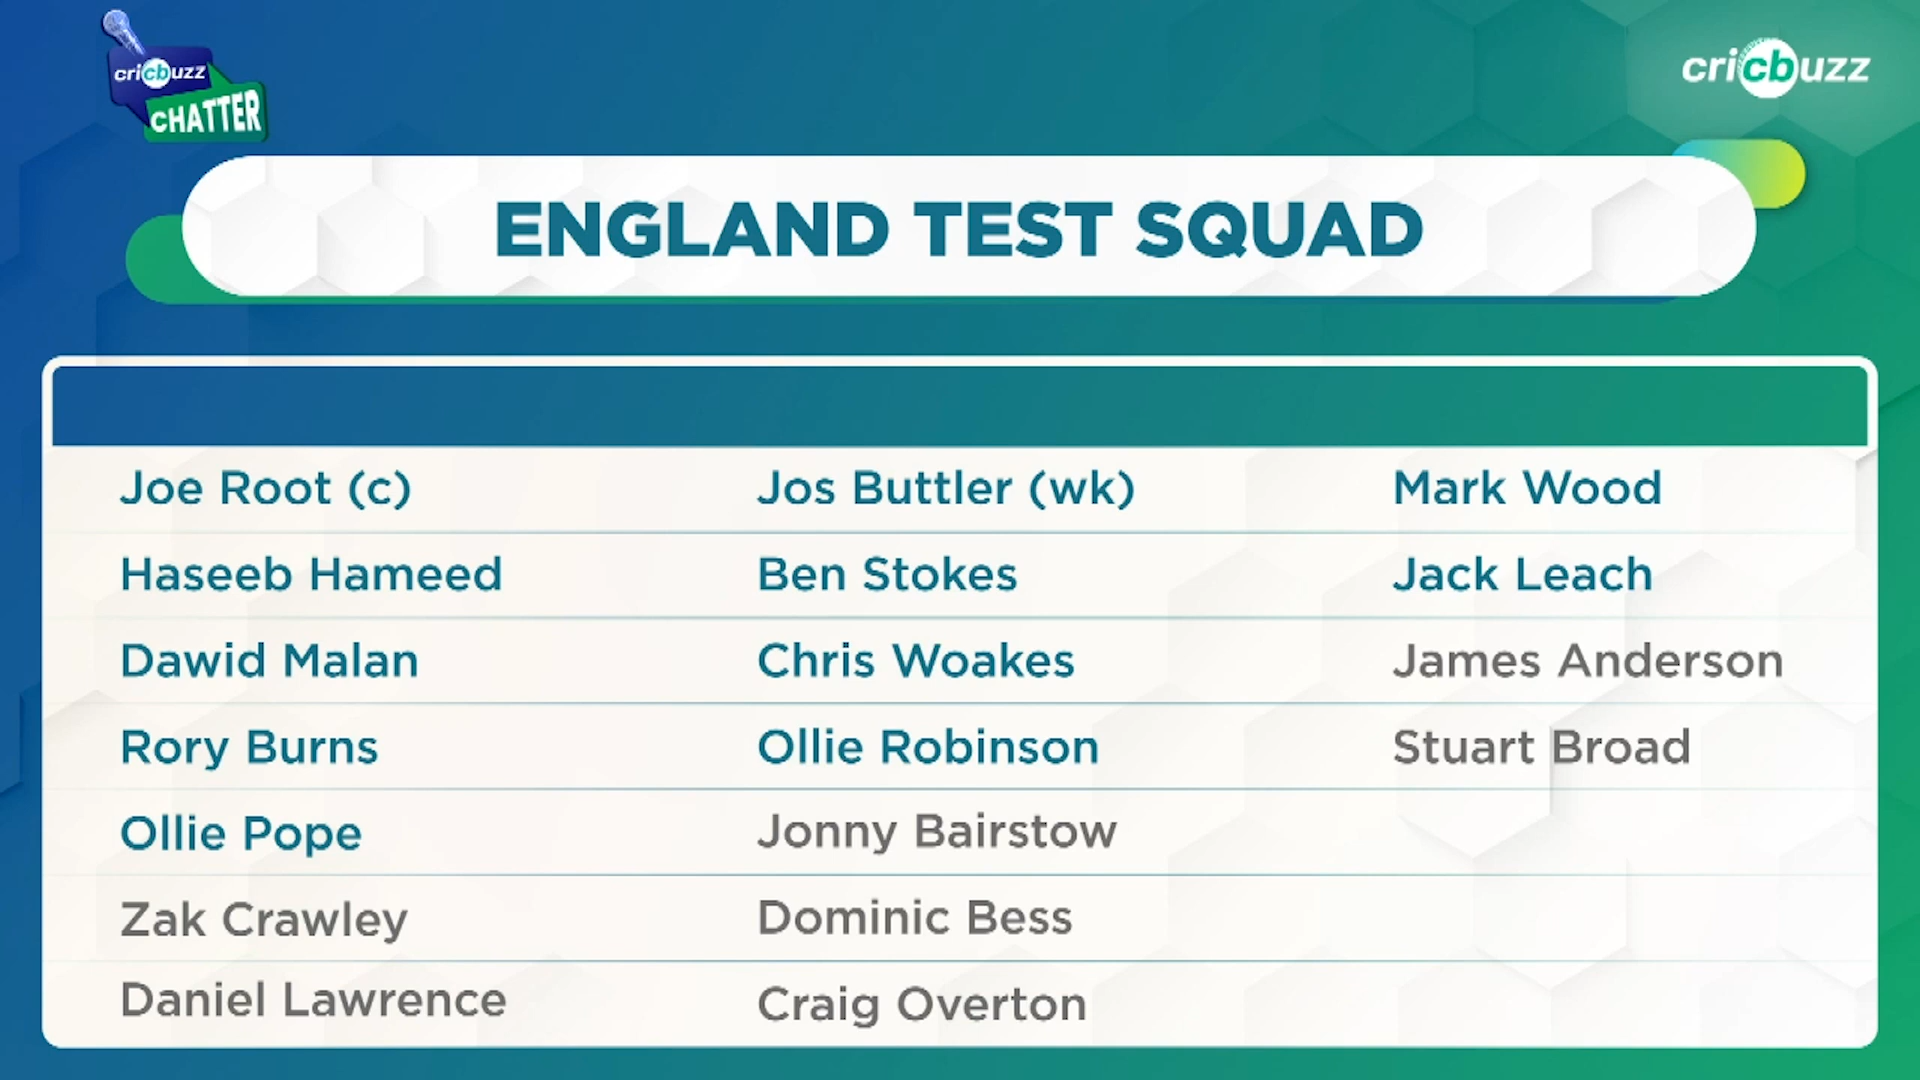 cricbuzz
CHATTER
cricbuzz
ENGLAND TEST SQUAD
Joe Root (c)
Jos Buttler (wk)
Mark Wood
Haseeb Hameed
Ben Stokes
Jack Leach
Dawid Malan
Chris Woakes
James Anderson
Rory Burns
Ollie Robinson
Stuart Broad
Ollie Pope
Jonny Bairstow
Zak Crawley
Dominic Bess
Daniel Lawrence
Craig Overton